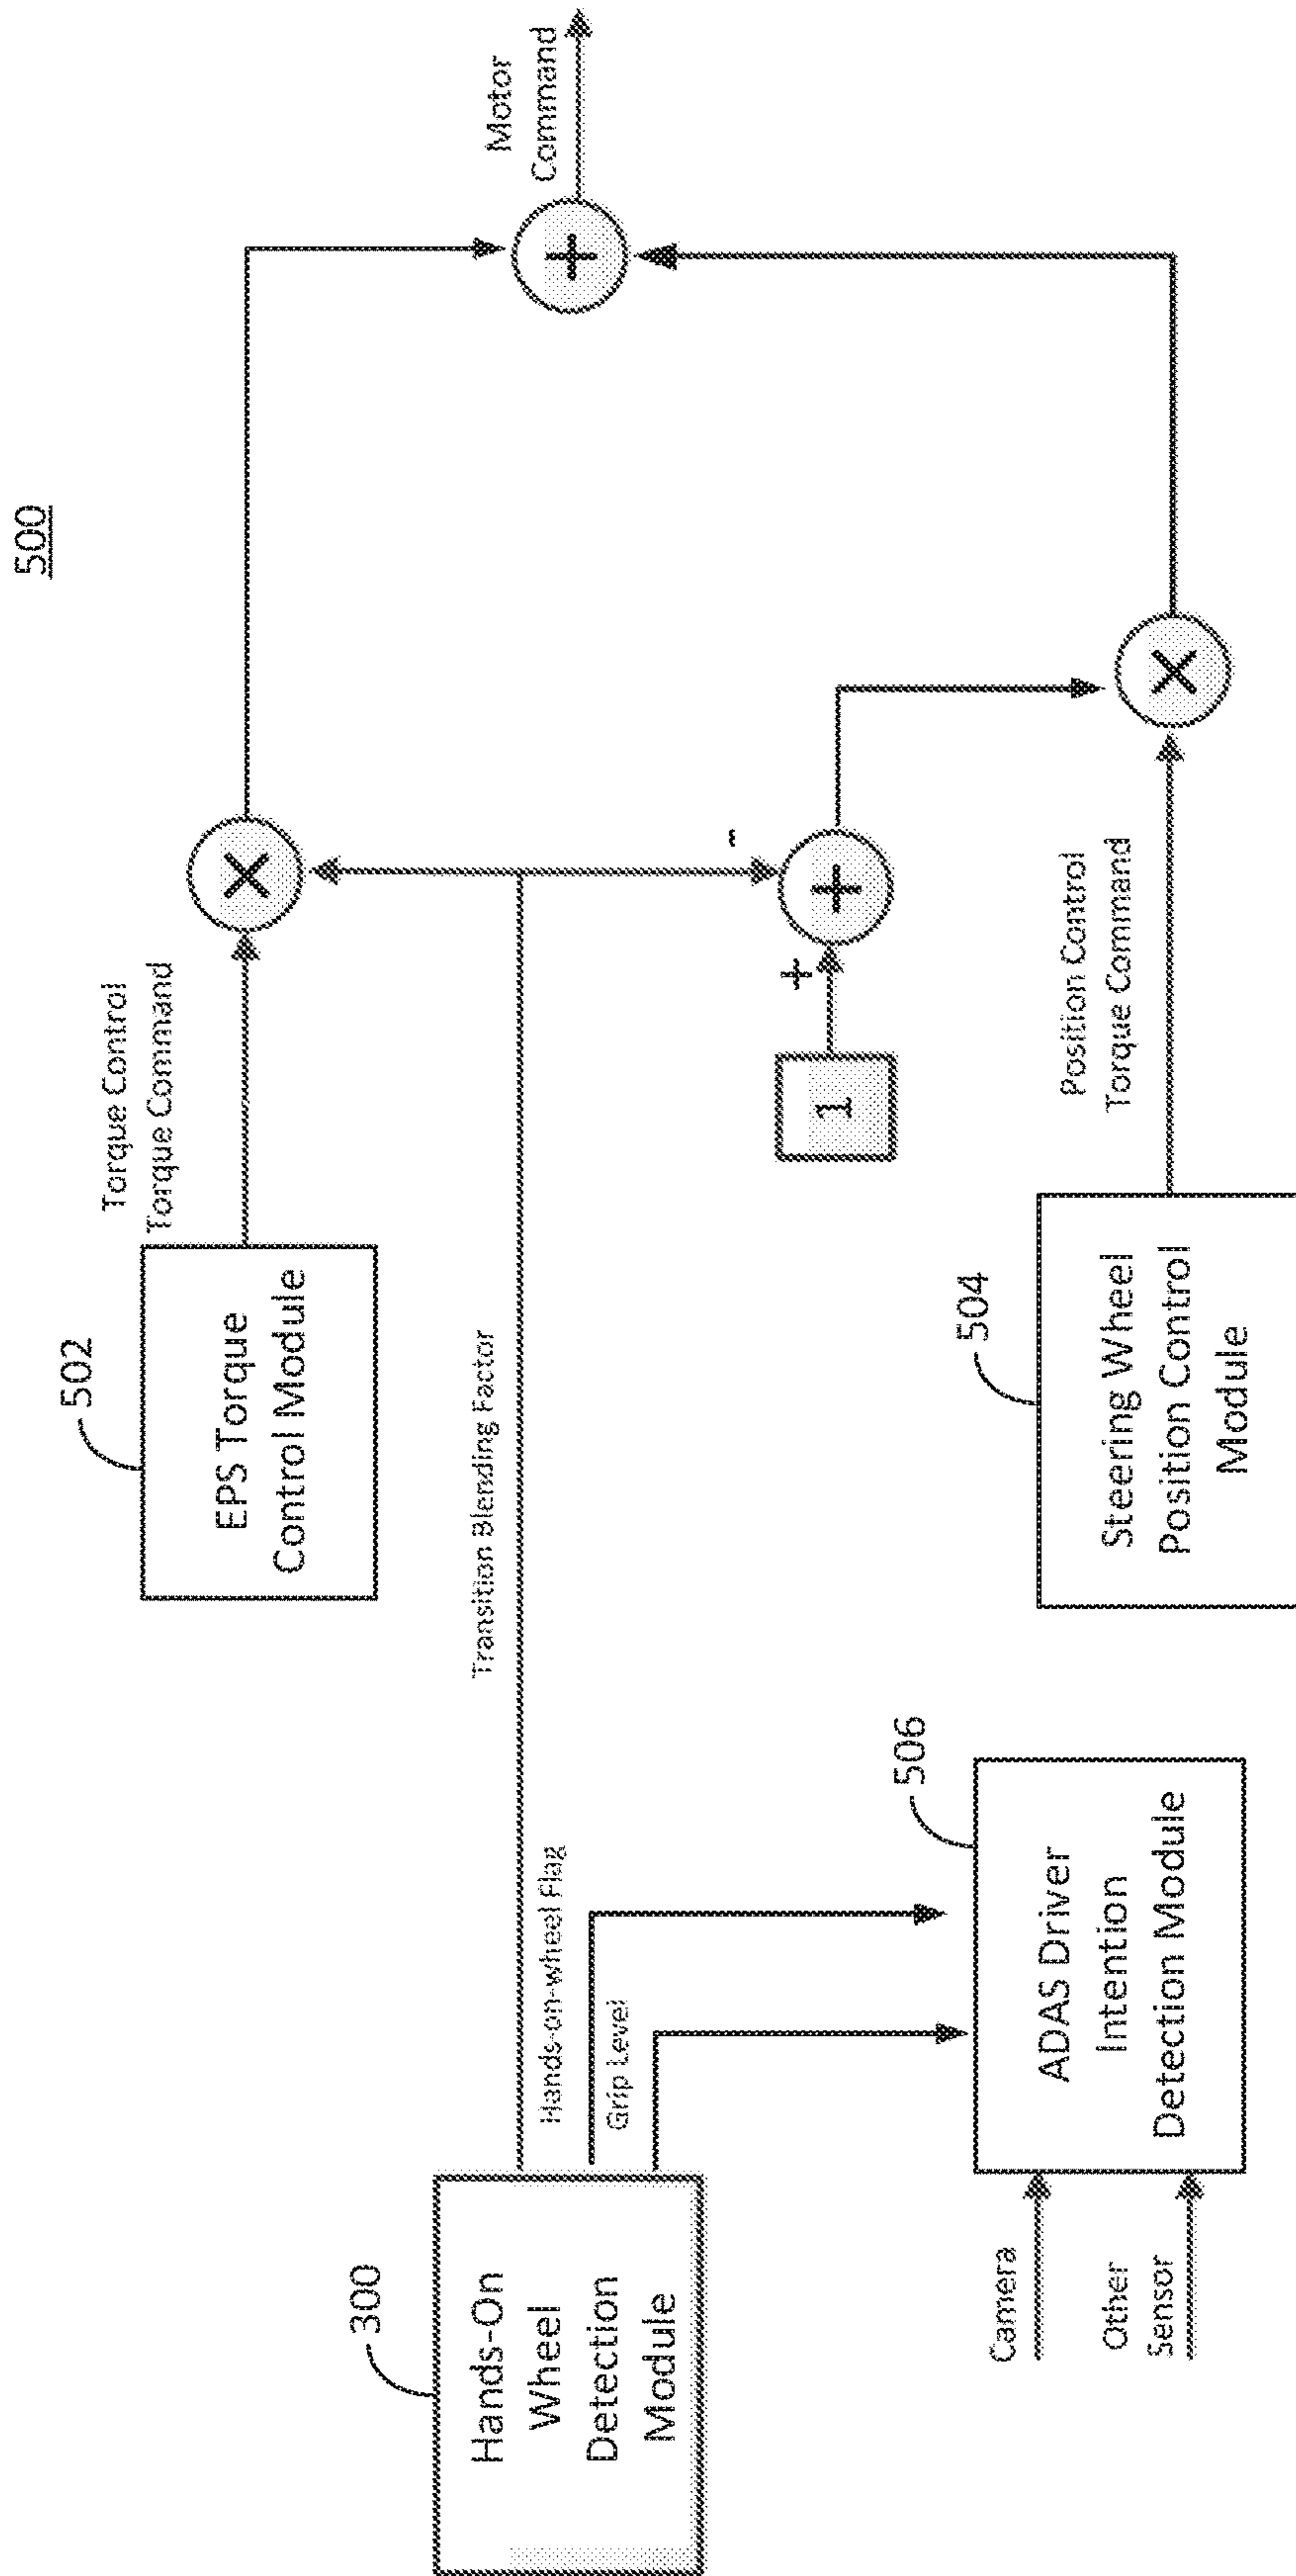 500
300
Hands-On
Wheel
Detection
Module
Camera
Other
Sensor
506
ADAS Driver
Intention
Detection Module
Hands-on-wheel Flag
Grip Level
Transition Blending Factor
502
EPS Torque
Control Module
Torque Control
Torque Command
504
Steering Wheel
Position Control
Module
Position Control
Torque Command
1
+
-
+
×
×
+
Motor
Command